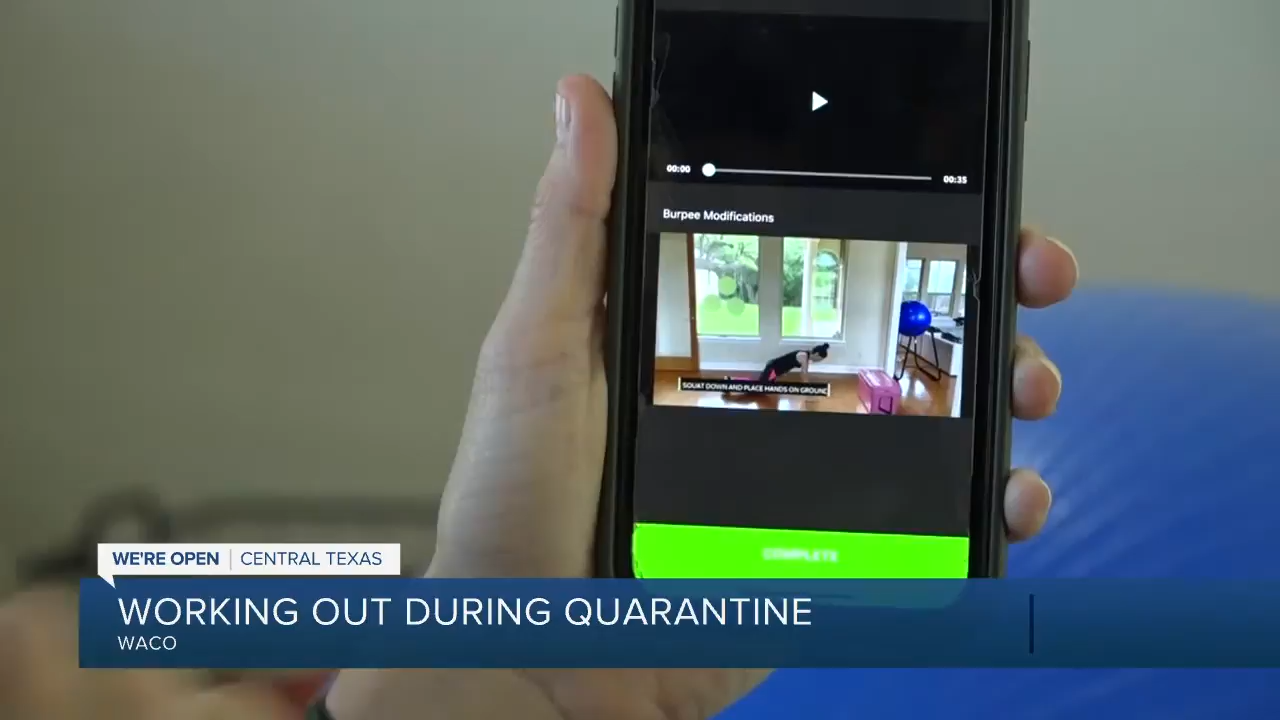 00:00
00:35
Burpee Modifications
SQUAT DOWN AND PLACE HANDS ON GROUND
COMPLETE
WE'RE OPEN | CENTRAL TEXAS
WORKING OUT DURING QUARANTINE
WACO